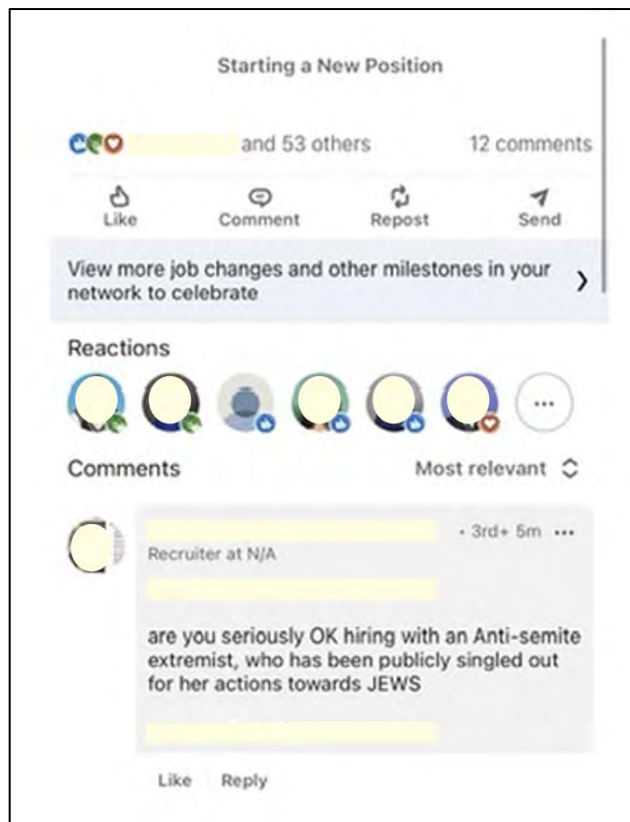 Starting a New Position
and 53 others 12 comments
Like Comment Repost Send
View more job changes and other milestones in your
network to celebrate
Reactions
Comments Most relevant
• 3rd+ 5m •••
Recruiter at N/A
are you seriously OK hiring with an Anti-semite
extremist, who has been publicly singled out
for her actions towards JEWS
Like Reply